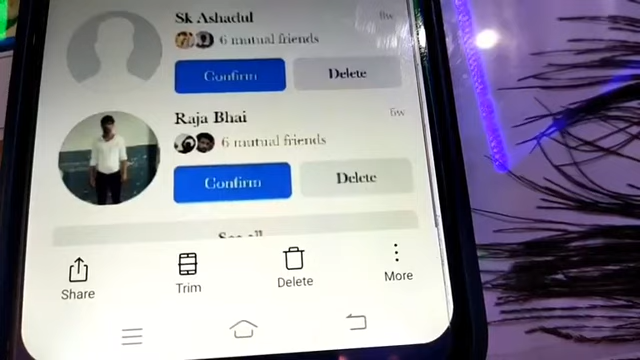 Sk Ashadul
6 mutual friends
Confirm
Delete
Raja Bhai
6w
6 mutual friends
Confirm
Delete
See all
Share
Trim
Delete
More